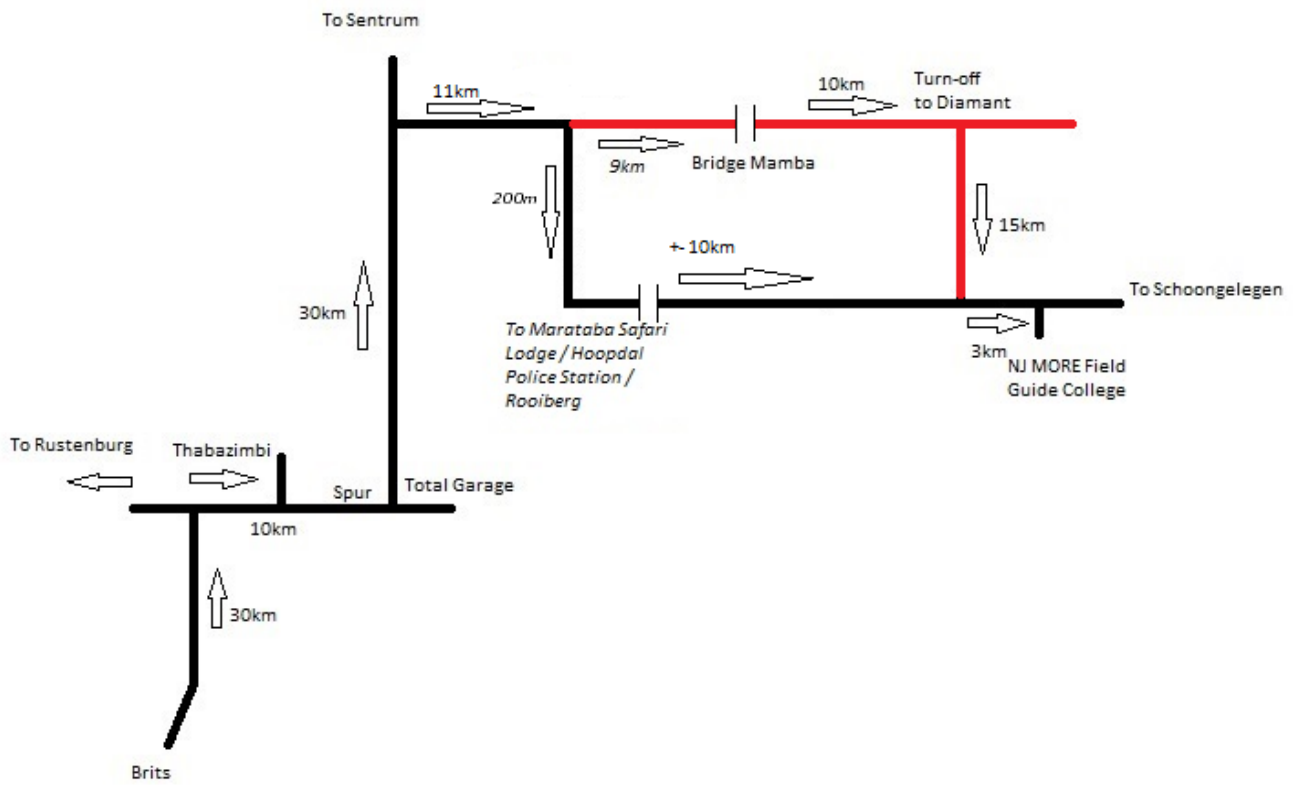 To Sentrum
11km
10km
Turn-off
to Diamant
9km
Bridge Mamba
200m
15km
+- 10km
To Schoongelegen
30km
To Marataba Safari
Lodge / Hoopdal
Police Station /
Rooiberg
3km
NJ MORE Field
Guide College
To Rustenburg
Thabazimbi
Spur
Total Garage
10km
30km
Brits